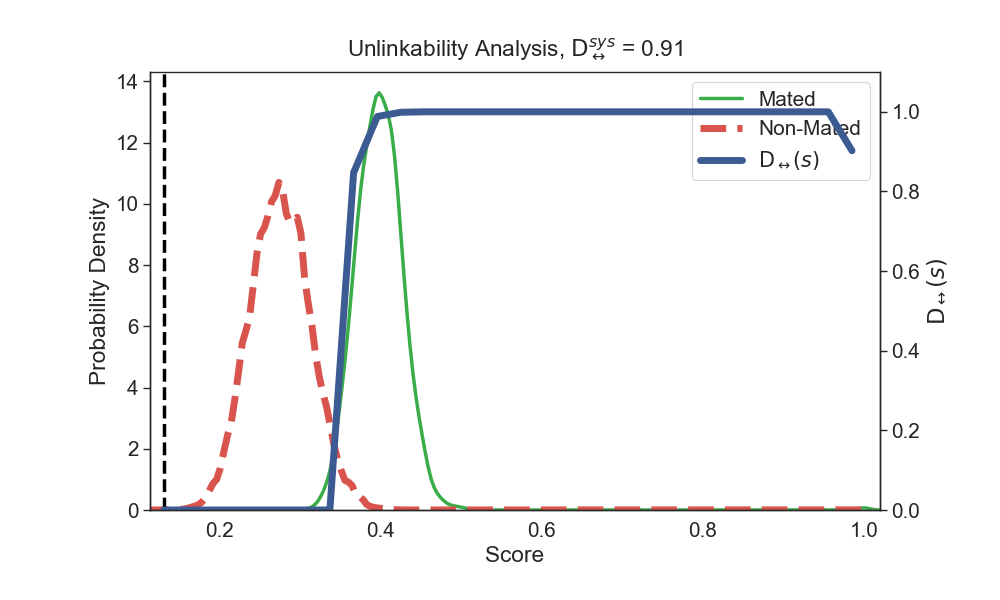 Unlinkability Analysis, D↔^sys = 0.91
14
12
10
8
6
4
2
0
Probability Density
0.2
0.4
0.6
0.8
1.0
Score
1.0
0.8
0.6
0.4
0.2
0.0
D↔(s)
Mated
Non-Mated
D↔(s)